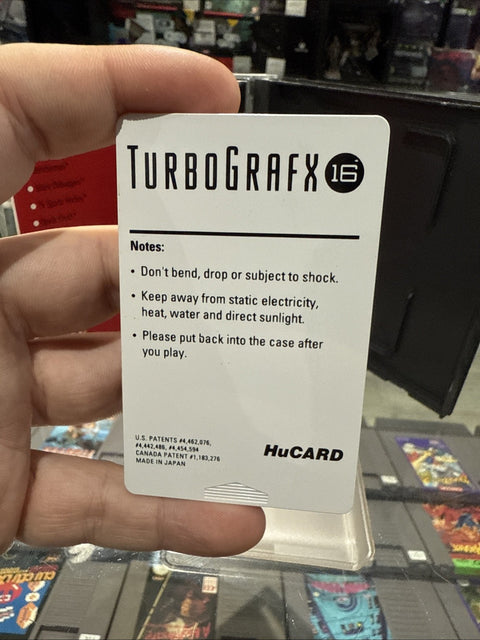 TURBOGRAFX 16
Notes:
• Don't bend, drop or subject to shock.
• Keep away from static electricity,
heat, water and direct sunlight.
• Please put back into the case after
you play.
U.S. PATENTS #4,462,076,
#4,442,486, #4,454,594
CANADA PATENT #1,183,276
MADE IN JAPAN
HuCARD